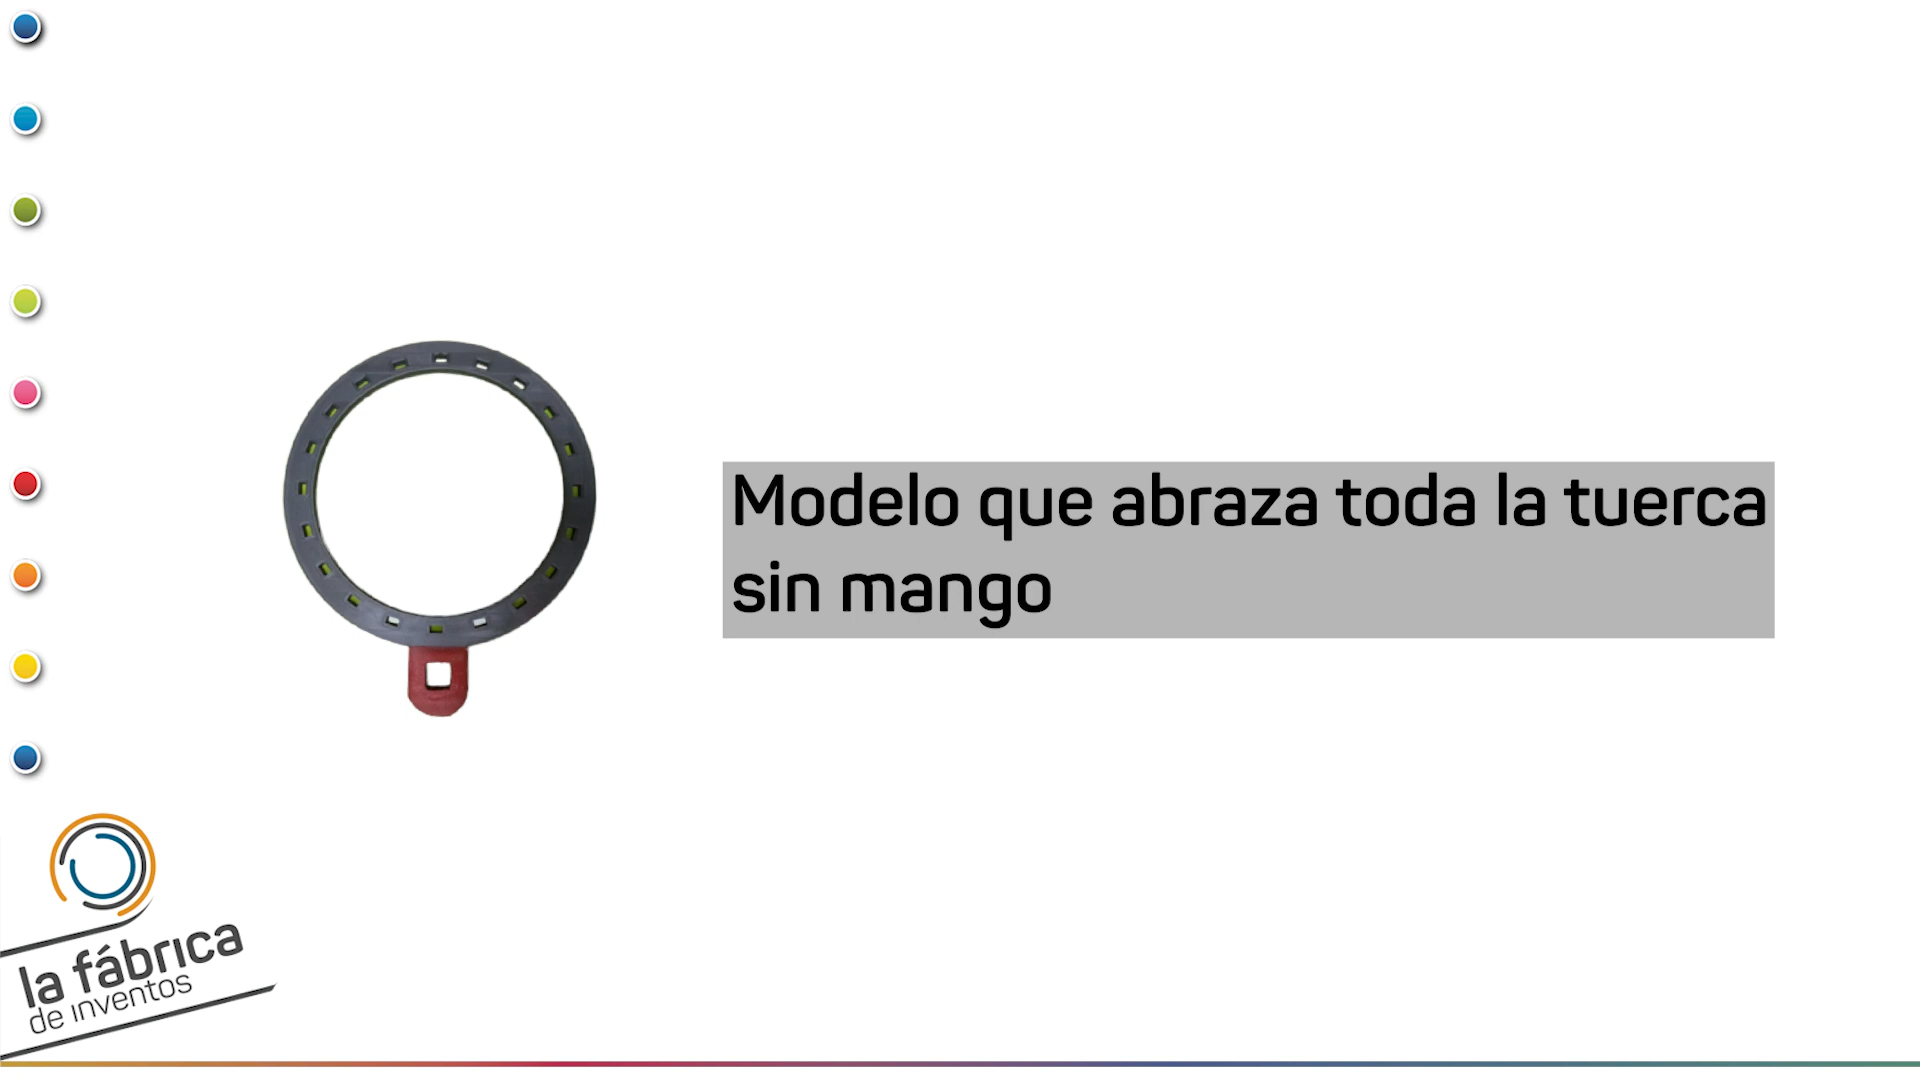 Modelo que abraza toda la tuerca
sin mango
la fábrica
de inventos